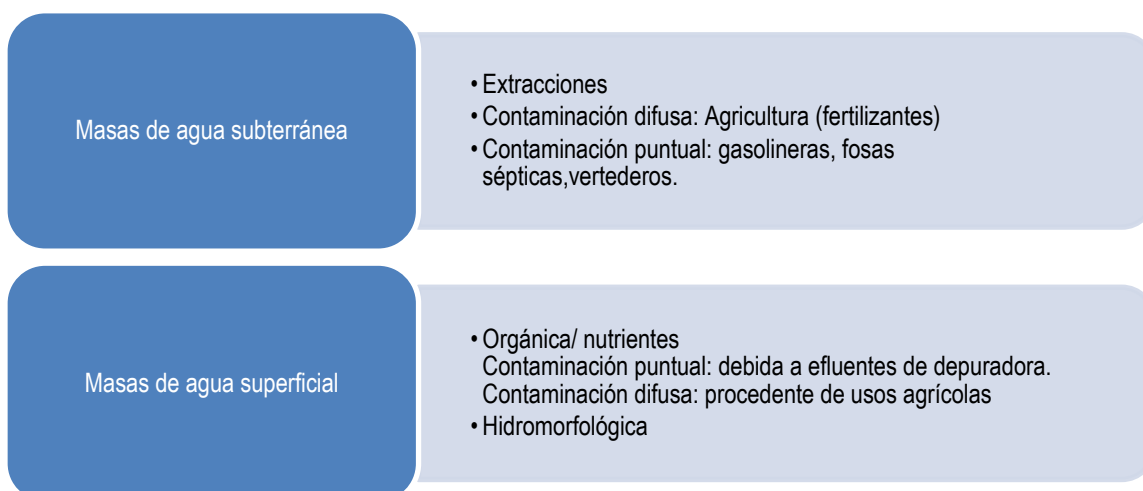 Masas de agua subterránea
• Extracciones
• Contaminación difusa: Agricultura (fertilizantes)
• Contaminación puntual: gasolineras, fosas
sépticas,vertederos.
Masas de agua superficial
• Orgánica/ nutrientes
Contaminación puntual: debida a efluentes de depuradora.
Contaminación difusa: procedente de usos agrícolas
• Hidromorfológica